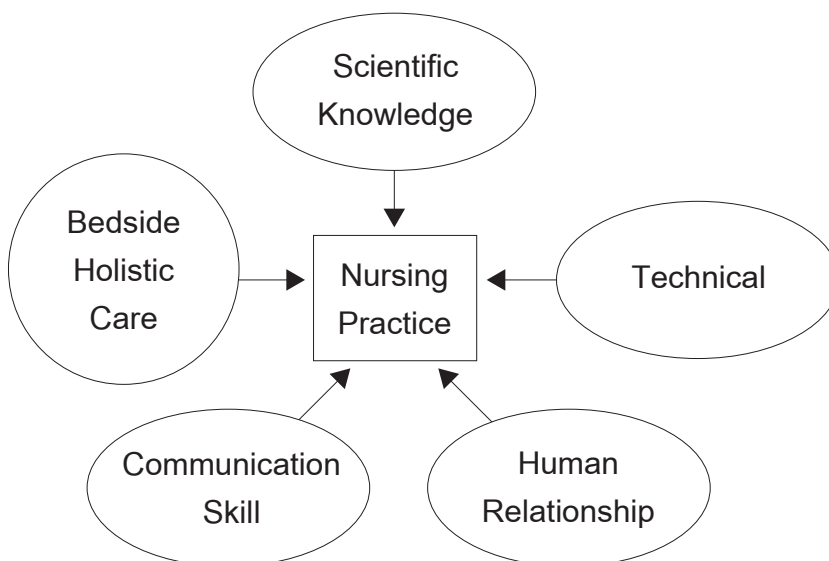 Scientific
Knowledge
Bedside
Holistic
Care
Nursing
Practice
Technical
Communication
Skill
Human
Relationship